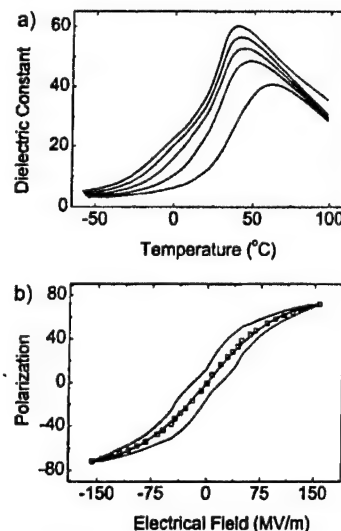 a)
Dielectric Constant
60
40
20
0
-50 0 50 100
Temperature (°C)
b)
Polarization
80
40
0
-40
-80
-150 -75 0 75 150
Electrical Field (MV/m)